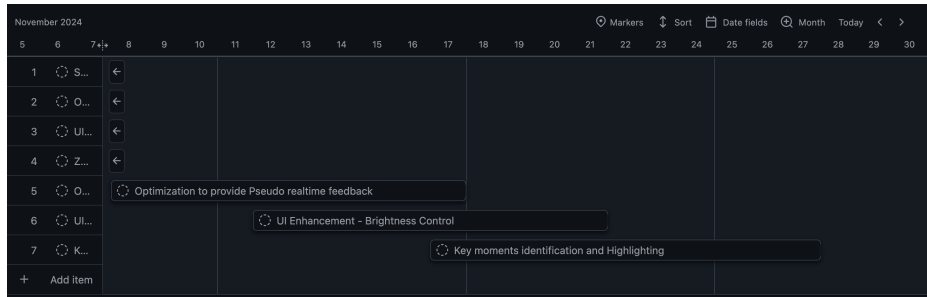 November 2024 Markers Sort Date fields Month Today
5 6 7 8 9 10 11 12 13 14 15 16 17 18 19 20 21 22 23 24 25 26 27 28 29 30
1 S...
2 O...
3 UI...
4 Z...
5 O... Optimization to provide Pseudo realtime feedback
6 UI... UI Enhancement - Brightness Control
7 K... Key moments identification and Highlighting
+ Add item